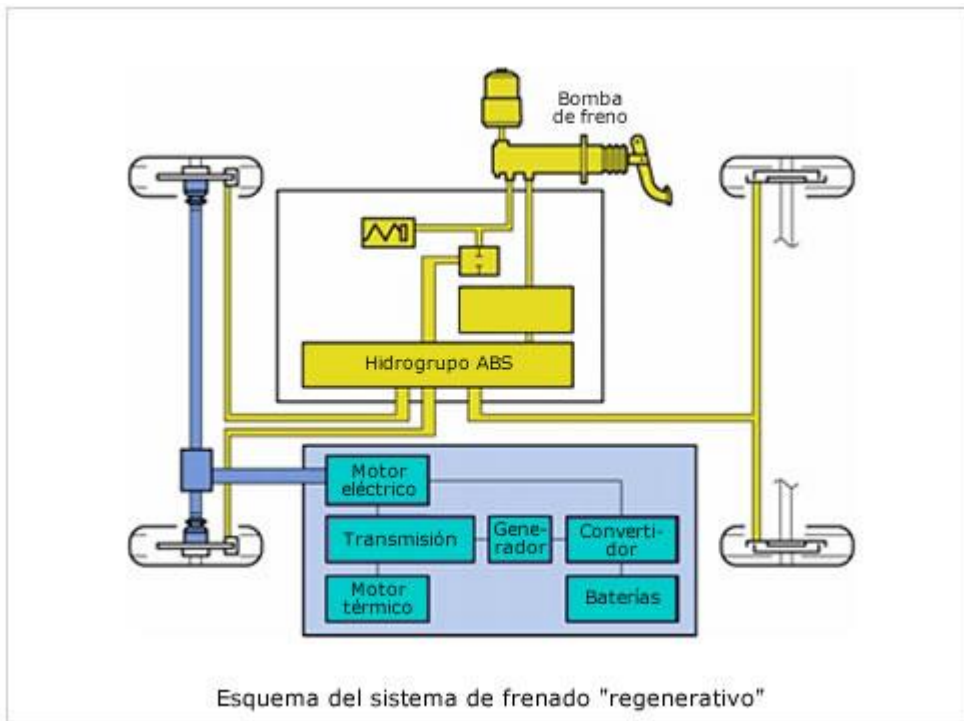 Bomba
de freno
Hidrogrupo ABS
Motor
eléctrico
Transmisión
Gene-
rador
Converti-
dor
Motor
térmico
Baterías
Esquema del sistema de frenado "regenerativo"